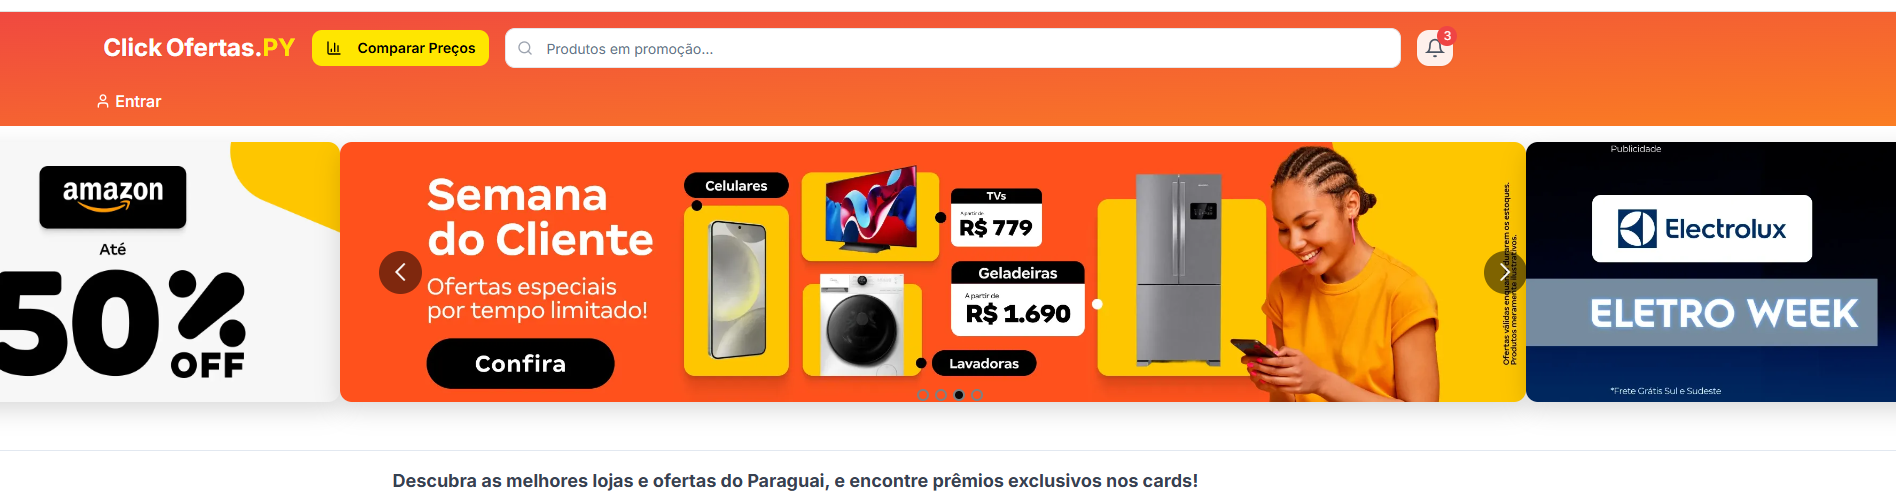 Click Ofertas.PY
Comparar Preços
Produtos em promoção...
3
Entrar
amazon
Até
50%
OFF
Semana
do Cliente
Ofertas especiais
por tempo limitado!
Confira
Celulares
TVs
A partir de
R$ 779
Geladeiras
A partir de
R$ 1.690
Lavadoras
Ofertas válidas enquanto durarem os estoques.
Produtos meramente ilustrativos.
Publicidade
Electrolux
ELETRO WEEK
*Frete Grátis Sul e Sudeste
Descubra as melhores lojas e ofertas do Paraguai, e encontre prêmios exclusivos nos cards!